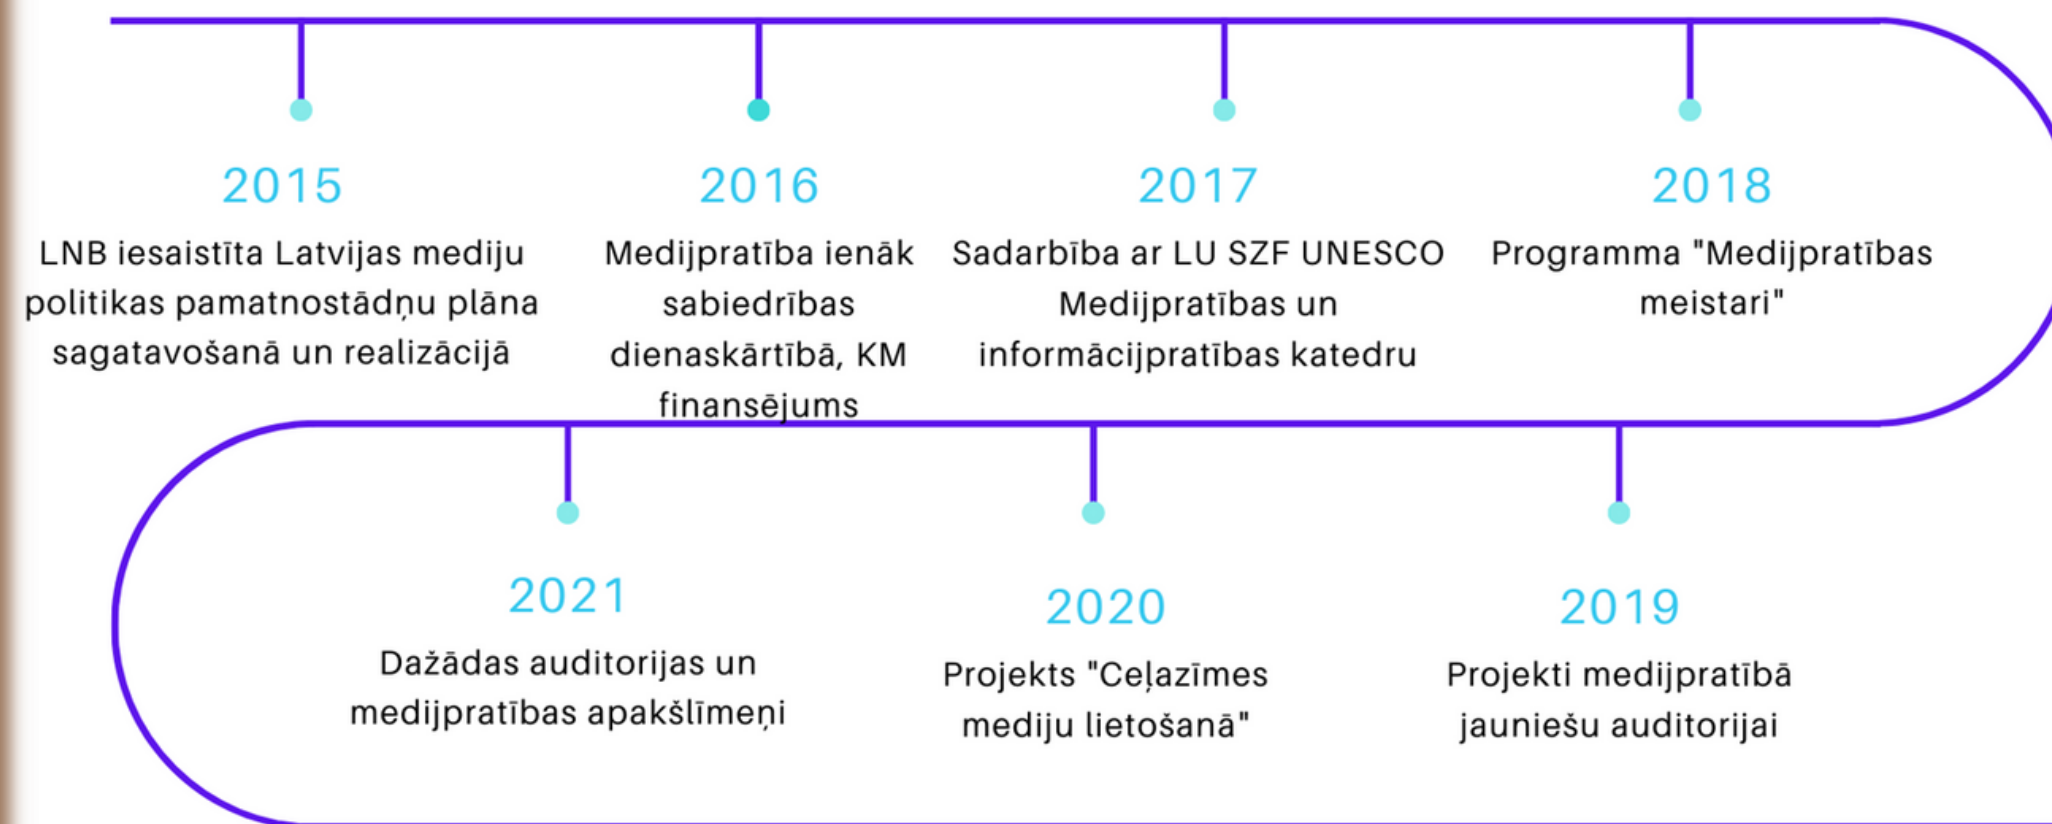 2015
LNB iesaistīta Latvijas mediju
politikas pamatnostādņu plāna
sagatavošanā un realizācijā
2016
Medijpratība ienāk
sabiedrības
dienaskārtībā, KM
finansējums
2017
Sadarbība ar LU SZF UNESCO
Medijpratības un
informācijpratības katedru
2018
Programma "Medijpratības
meistari"
2019
Projekti medijpratībā
jauniešu auditorijai
2020
Projekts "Ceļazīmes
mediju lietošanā"
2021
Dažādas auditorijas un
medijpratības apakšlīmeņi